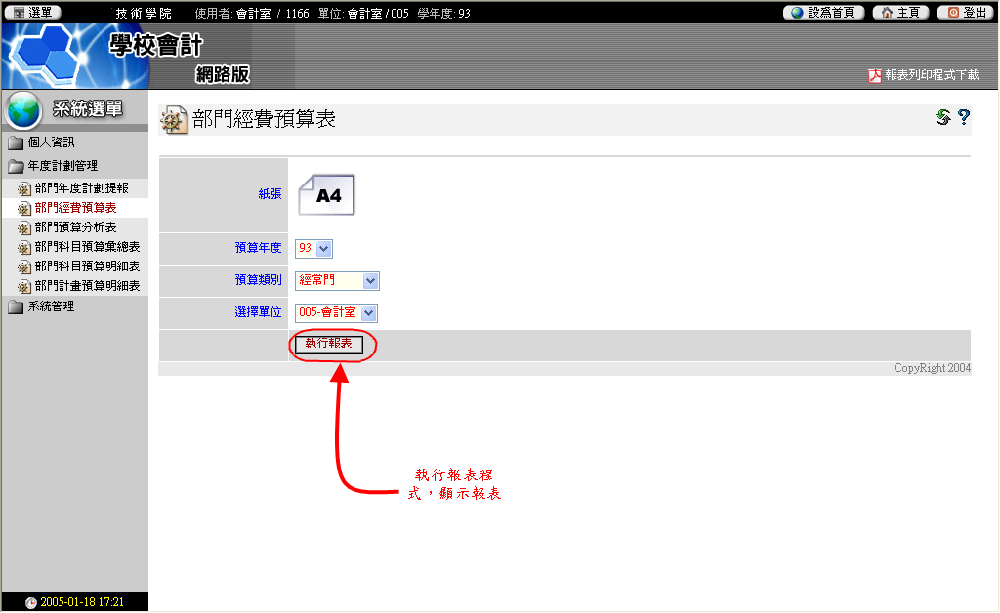 選單 技術學院 使用者: 會計室 / 1166 單位: 會計室 / 005 學年度: 93 設為首頁 主頁 登出
學校會計
網路版
報表列印程式下載
系統選單
個人資訊
年度計劃管理
部門年度計劃提報
部門經費預算表
部門預算分析表
部門科目預算彙總表
部門科目預算明細表
部門計畫預算明細表
系統管理
2005-01-18 17:21
部門經費預算表 ?
紙張 A4
預算年度 93
預算類別 經常門
選擇單位 005-會計室
執行報表
CopyRight 2004
執行報表程
式，顯示報表